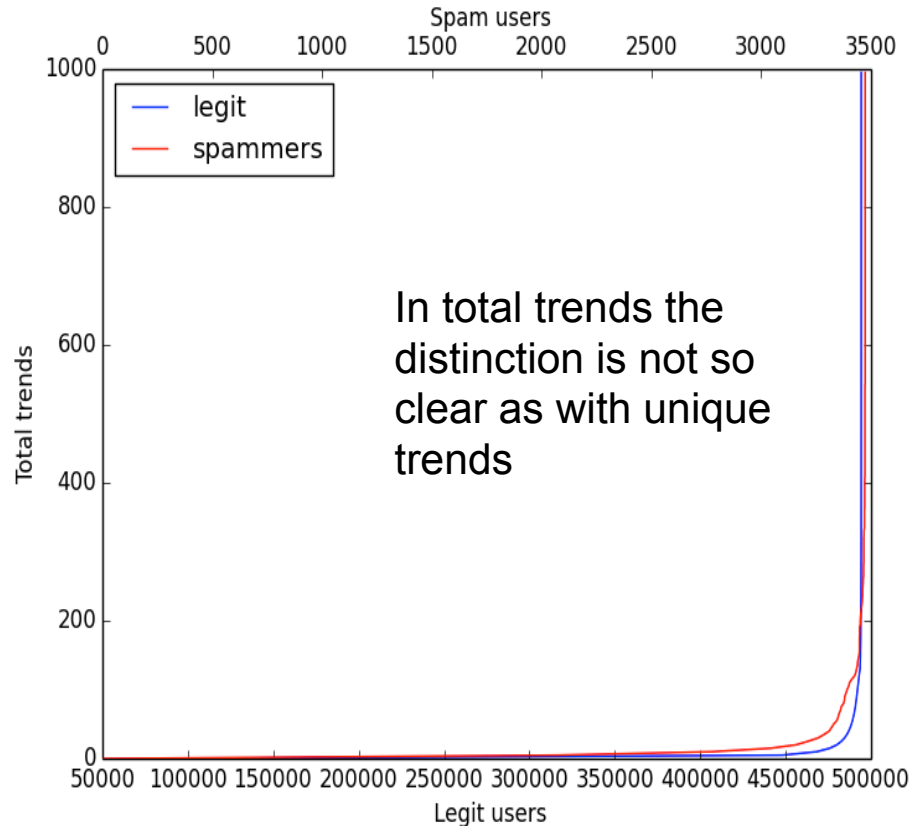 Spam users
0 500 1000 1500 2000 2500 3000 3500
1000
800
600
400
200
0
Total trends
legit
spammers
In total trends the
distinction is not so
clear as with unique
trends
50000 100000 150000 200000 250000 300000 350000 400000 450000 500000
Legit users